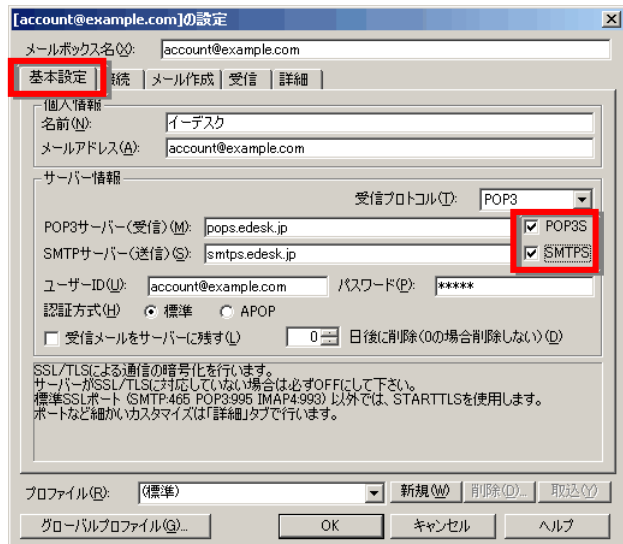 [account@example.com]の設定
メールボックス名(X): account@example.com
基本設定 接続 メール作成 受信 詳細
個人情報
名前(N): イーデスク
メールアドレス(A): account@example.com
サーバー情報
受信プロトコル(T): POP3
POP3サーバー(受信)(M): pops.edesk.jp POP3S
SMTPサーバー(送信)(S): smtps.edesk.jp SMTPS
ユーザーID(U): account@example.com パスワード(P): *****
認証方式(H) 標準 APOP
受信メールをサーバーに残す(L) 0 日後に削除(0の場合削除しない)(D)
SSL/TLSによる通信の暗号化を行います。
サーバーがSSL/TLSに対応していない場合は必ずOFFにして下さい。
標準SSLポート (SMTP:465 POP3:995 IMAP4:993) 以外では、STARTTLSを使用します。
ポートなど細かいカスタマイズは「詳細」タブで行います。
プロファイル(R): (標準) 新規(W) 削除(D)... 取込(Y)
グローバルプロファイル(G)... OK キャンセル ヘルプ